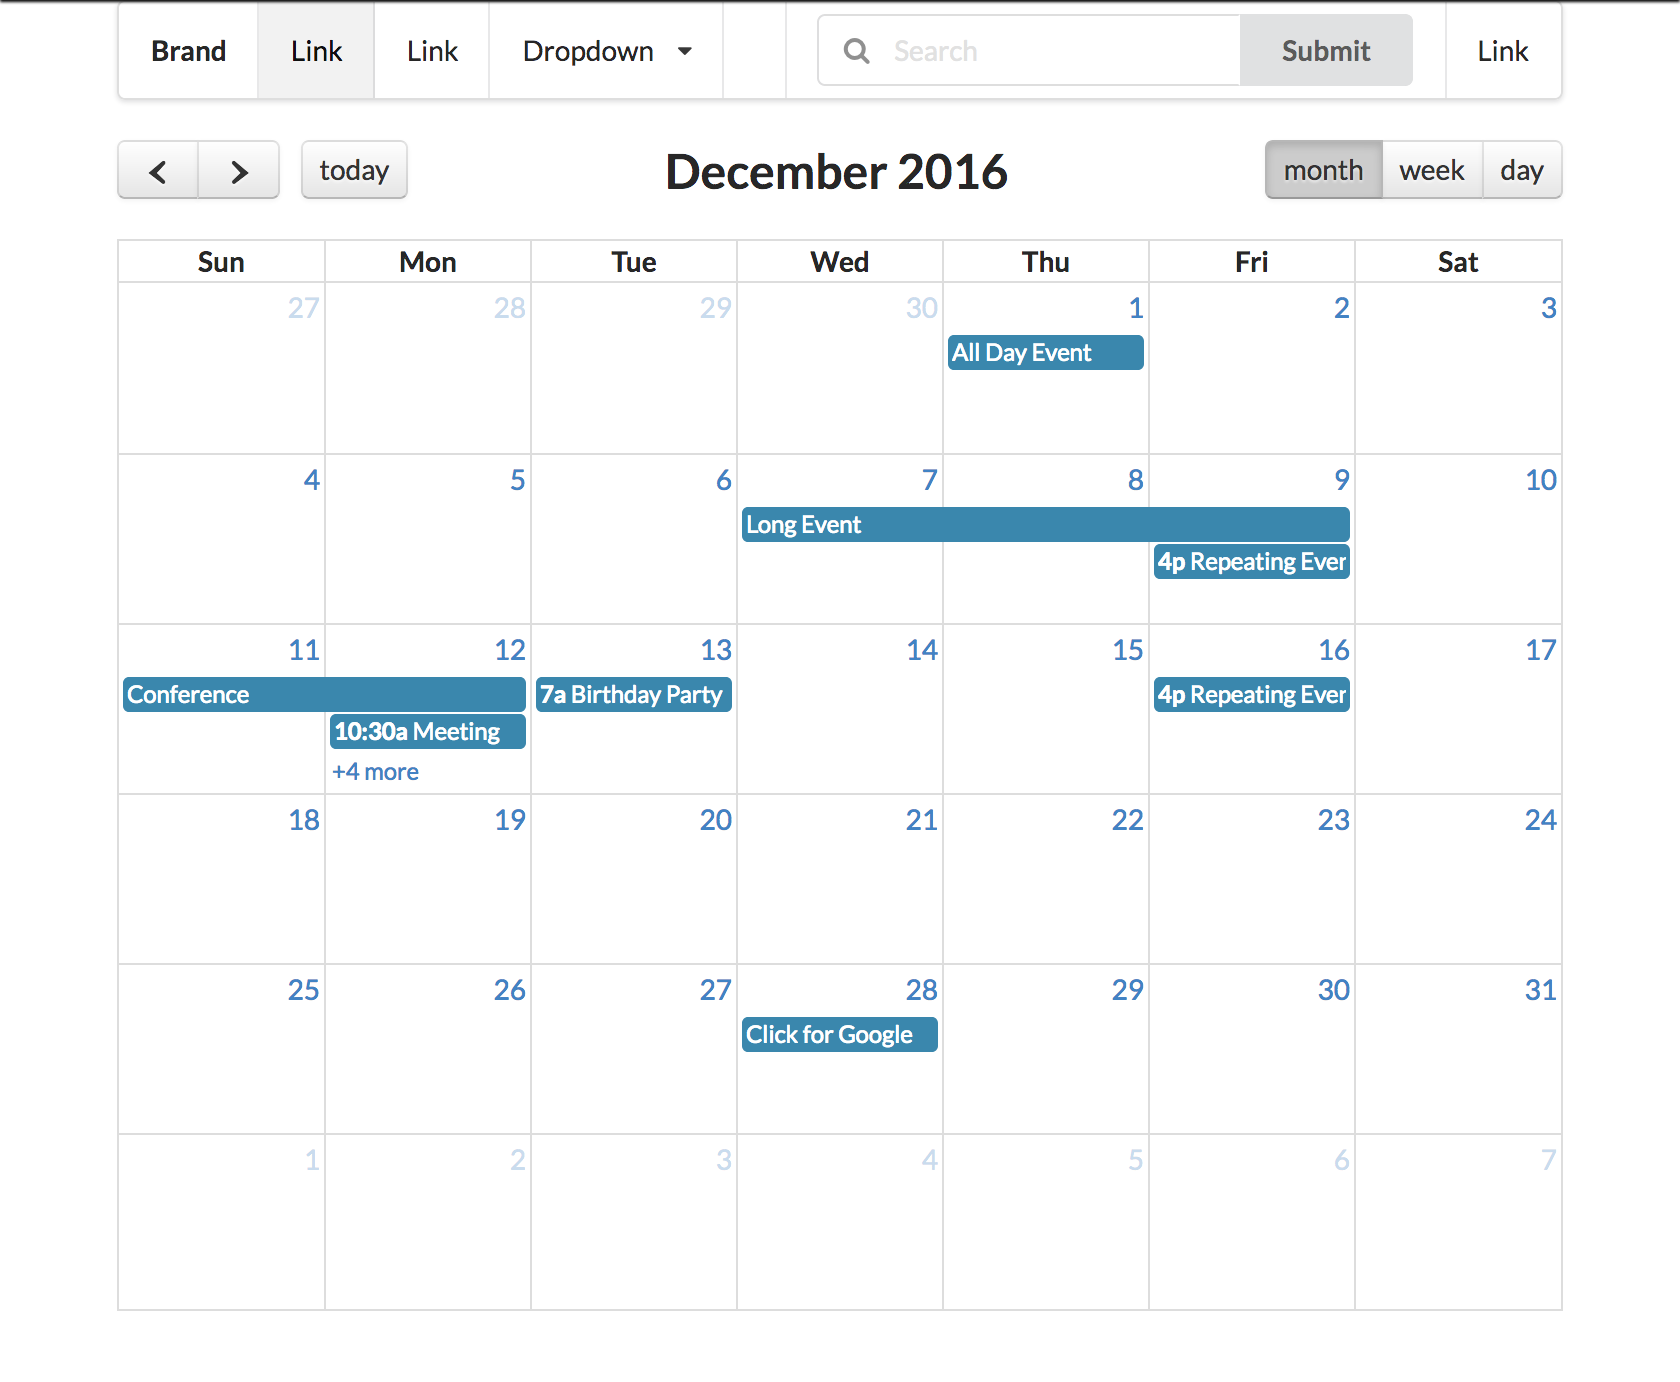 Brand Link Link Dropdown Search Submit Link
today December 2016 month week day
Sun Mon Tue Wed Thu Fri Sat
27 28 29 30 1 2 3
All Day Event
4 5 6 7 8 9 10
Long Event
4p Repeating Ever
11 12 13 14 15 16 17
Conference 7a Birthday Party 4p Repeating Ever
10:30a Meeting
+4 more
18 19 20 21 22 23 24
25 26 27 28 29 30 31
Click for Google
1 2 3 4 5 6 7